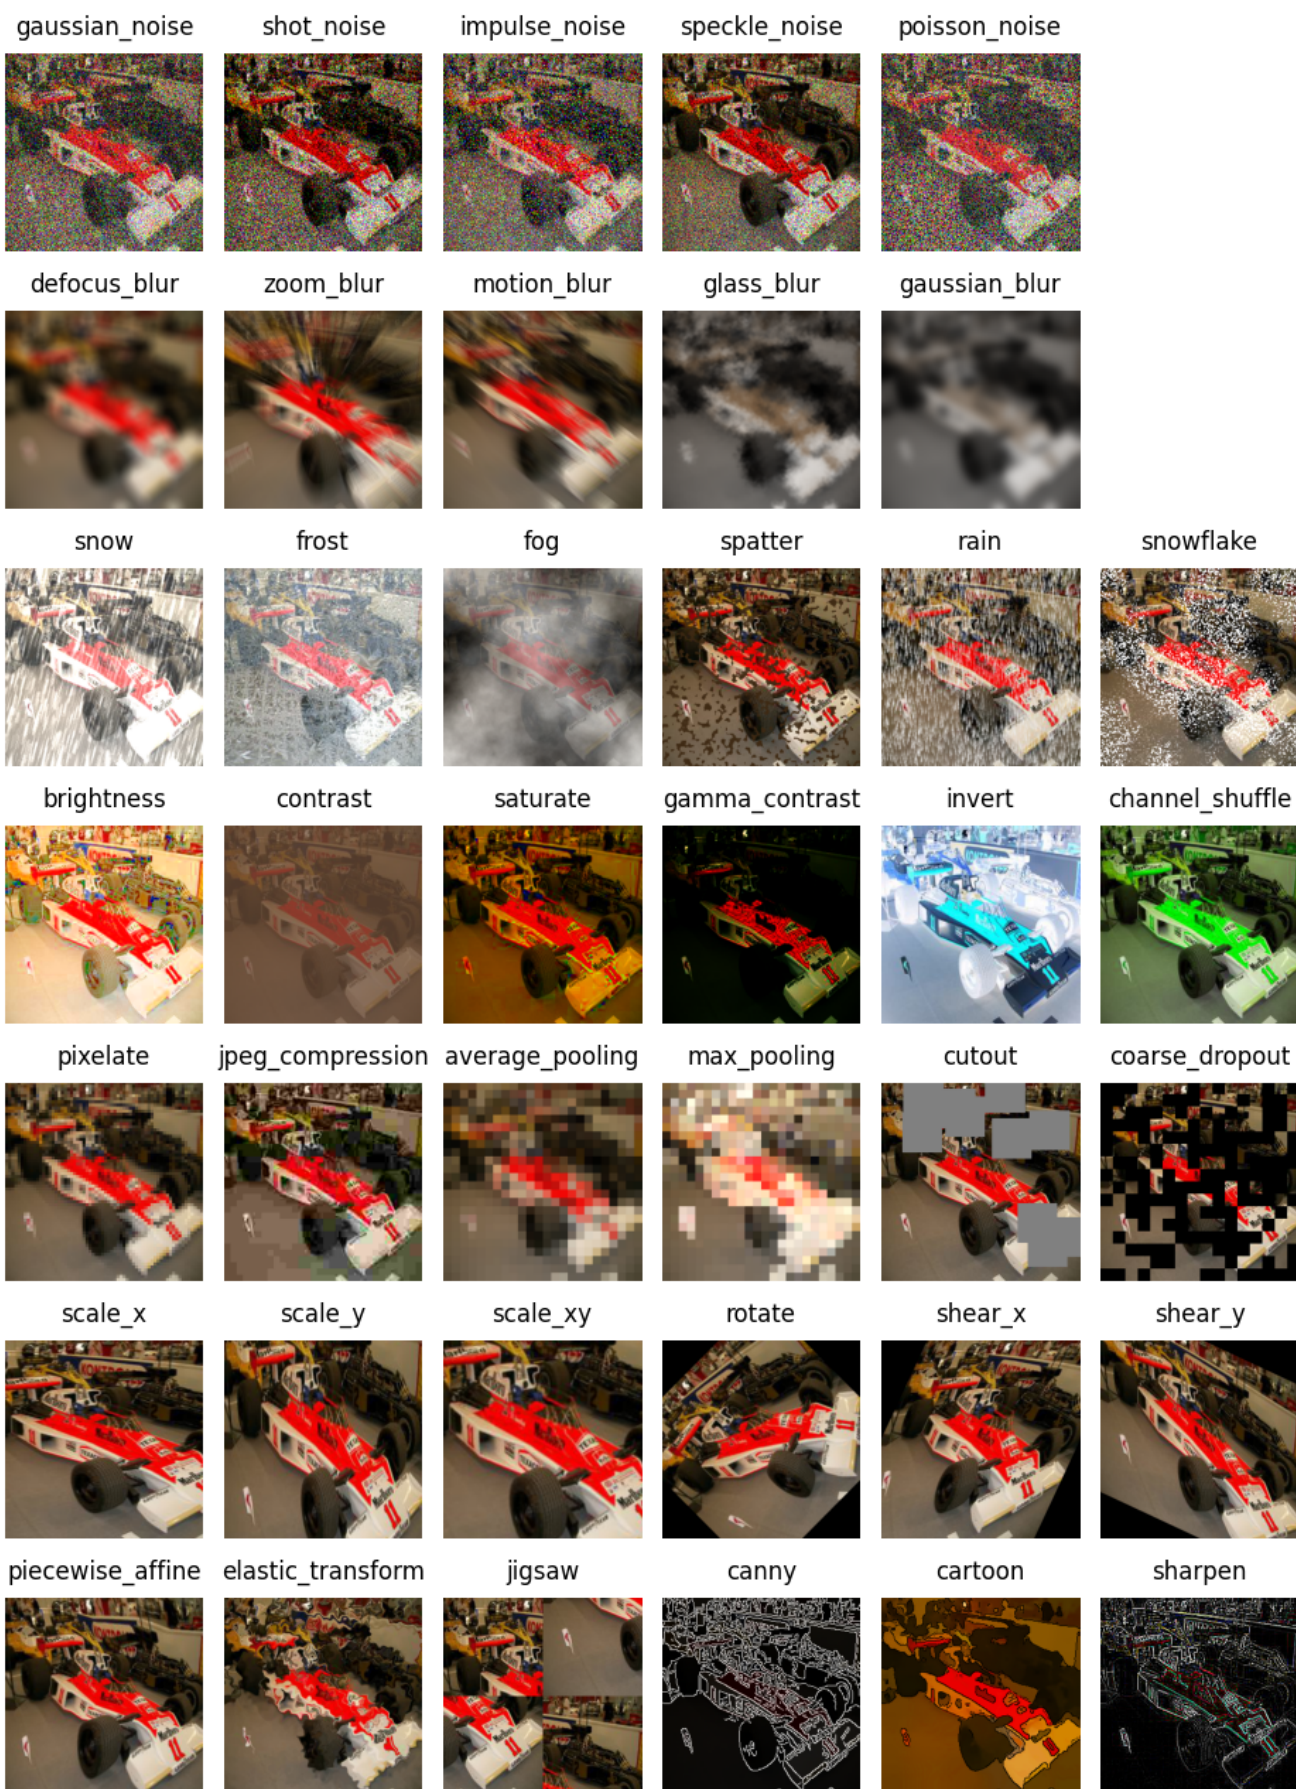 gaussian_noise shot_noise impulse_noise speckle_noise poisson_noise
defocus_blur zoom_blur motion_blur glass_blur gaussian_blur
snow frost fog spatter rain snowflake
brightness contrast saturate gamma_contrast invert channel_shuffle
pixelate jpeg_compression average_pooling max_pooling cutout coarse_dropout
scale_x scale_y scale_xy rotate shear_x shear_y
piecewise_affine elastic_transform jigsaw canny cartoon sharpen